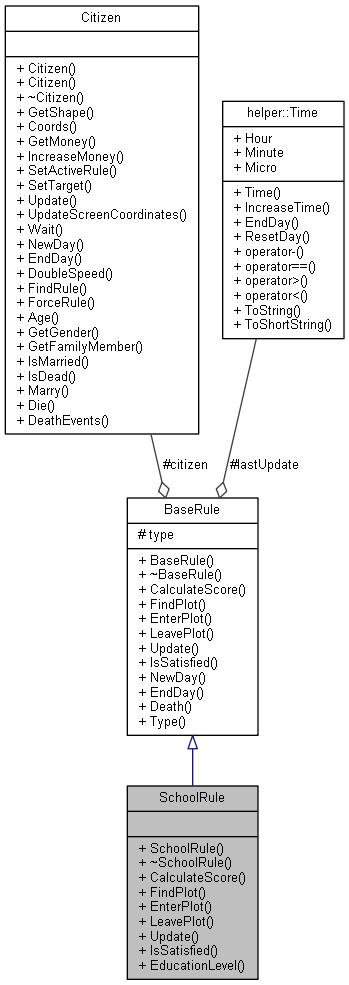 Citizen
+ Citizen()
+ Citizen()
+ ~Citizen()
+ GetShape()
+ Coords()
+ GetMoney()
+ IncreaseMoney()
+ SetActiveRule()
+ SetTarget()
+ Update()
+ UpdateScreenCoordinates()
+ Wait()
+ NewDay()
+ EndDay()
+ DoubleSpeed()
+ FindRule()
+ ForceRule()
+ Age()
+ GetGender()
+ GetFamilyMember()
+ IsMarried()
+ IsDead()
+ Marry()
+ Die()
+ DeathEvents()
helper::Time
+ Hour
+ Minute
+ Micro
+ Time()
+ IncreaseTime()
+ EndDay()
+ ResetDay()
+ operator-()
+ operator==()
+ operator>()
+ operator<()
+ ToString()
+ ToShortString()
#citizen
#lastUpdate
BaseRule
# type
+ BaseRule()
+ ~BaseRule()
+ CalculateScore()
+ FindPlot()
+ EnterPlot()
+ LeavePlot()
+ Update()
+ IsSatisfied()
+ NewDay()
+ EndDay()
+ Death()
+ Type()
SchoolRule
+ SchoolRule()
+ ~SchoolRule()
+ CalculateScore()
+ FindPlot()
+ EnterPlot()
+ LeavePlot()
+ Update()
+ IsSatisfied()
+ EducationLevel()